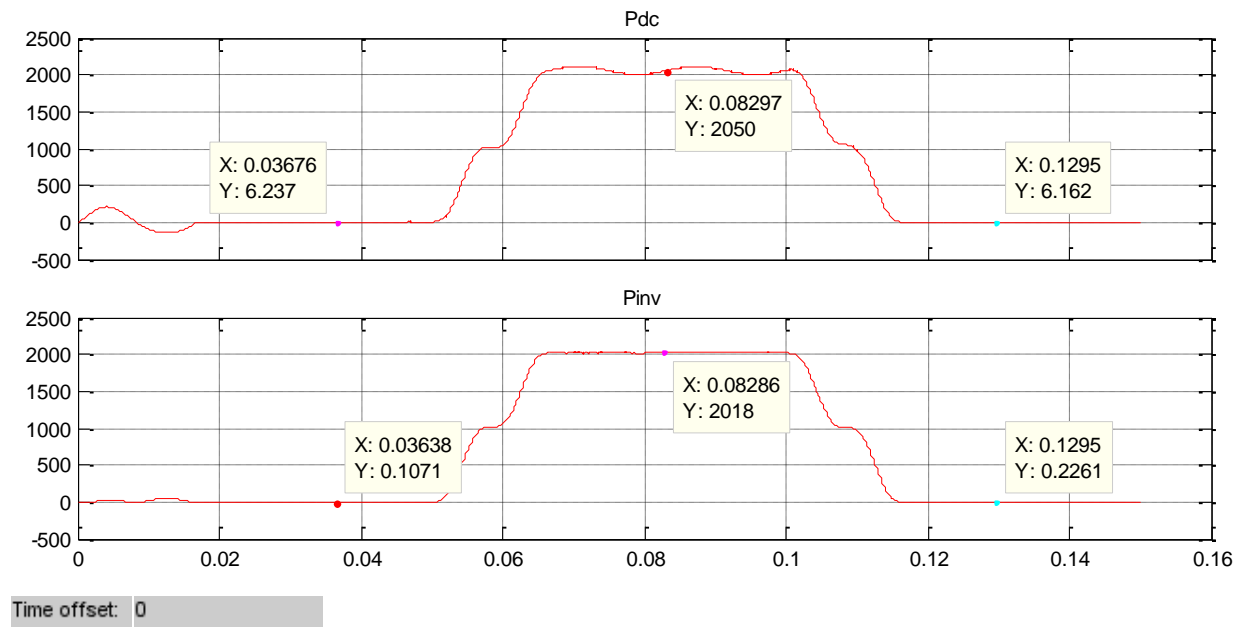 Pdc
2500
2000
1500
1000
500
0
-500
X: 0.03676
Y: 6.237
X: 0.08297
Y: 2050
X: 0.1295
Y: 6.162
Pinv
2500
2000
1500
1000
500
0
-500
X: 0.03638
Y: 0.1071
X: 0.08286
Y: 2018
X: 0.1295
Y: 0.2261
0 0.02 0.04 0.06 0.08 0.1 0.12 0.14 0.16
Time offset: 0